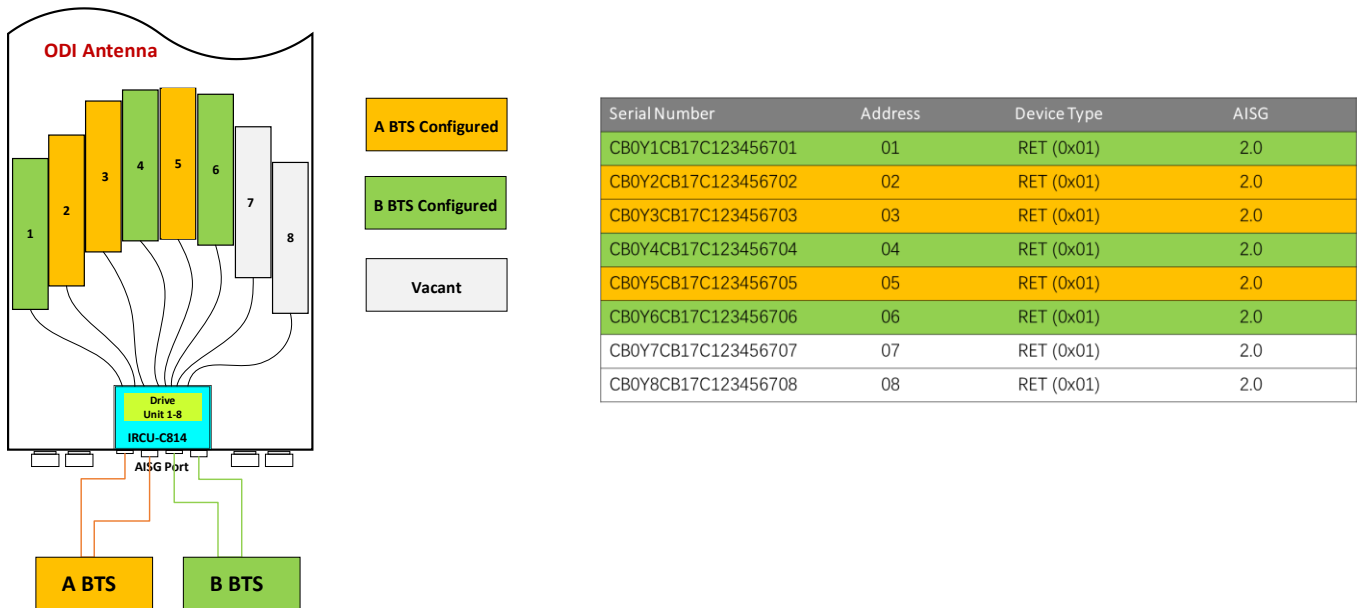 ODI Antenna
1
2
3
4
5
6
7
8
Drive
Unit 1-8
IRCU-C814
AISG Port
A BTS
B BTS
A BTS Configured
B BTS Configured
Vacant
Serial Number Address Device Type AISG
CB0Y1CB17C123456701 01 RET (0x01) 2.0
CB0Y2CB17C123456702 02 RET (0x01) 2.0
CB0Y3CB17C123456703 03 RET (0x01) 2.0
CB0Y4CB17C123456704 04 RET (0x01) 2.0
CB0Y5CB17C123456705 05 RET (0x01) 2.0
CB0Y6CB17C123456706 06 RET (0x01) 2.0
CB0Y7CB17C123456707 07 RET (0x01) 2.0
CB0Y8CB17C123456708 08 RET (0x01) 2.0